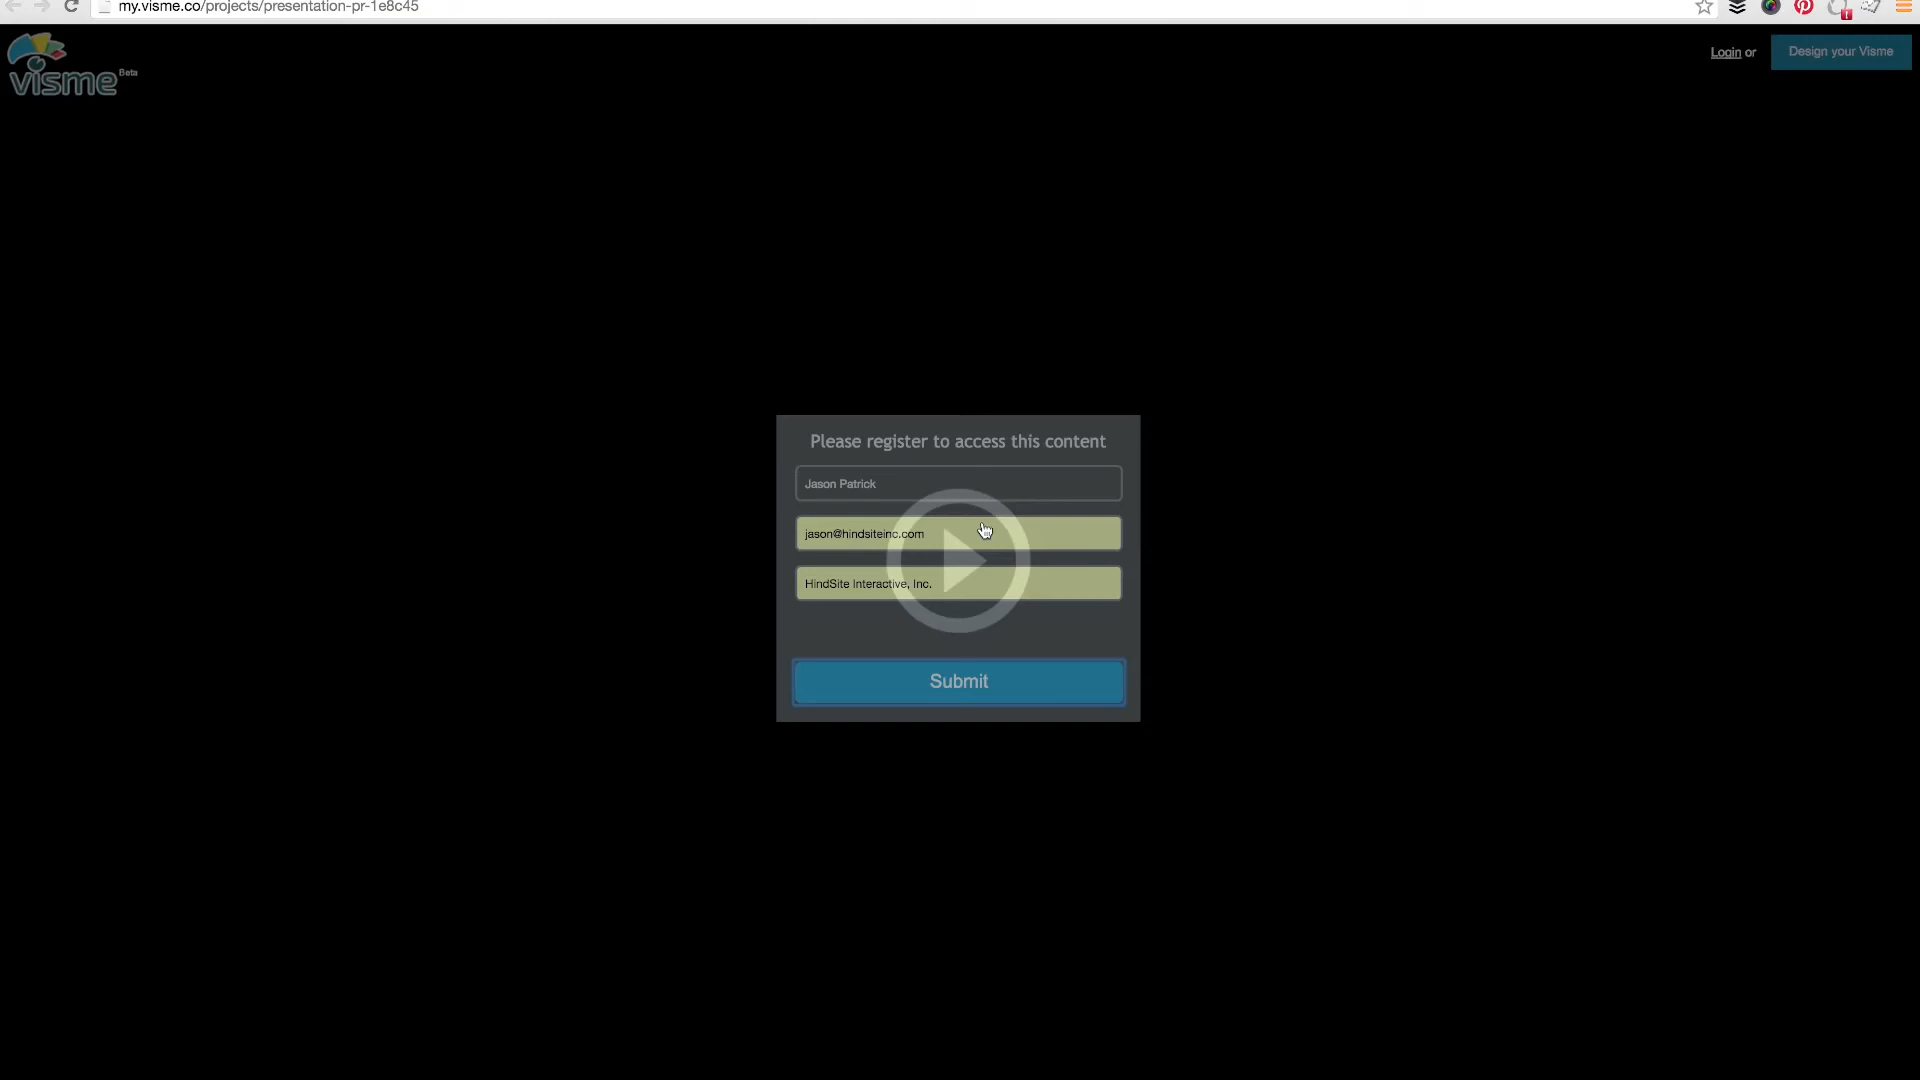 my.visme.co/projects/presentation-pr-1e8c45
visme Beta
Login or
Design your Visme
Please register to access this content
Jason Patrick
jason@hindsiteinc.com
HindSite Interactive, Inc.
Submit